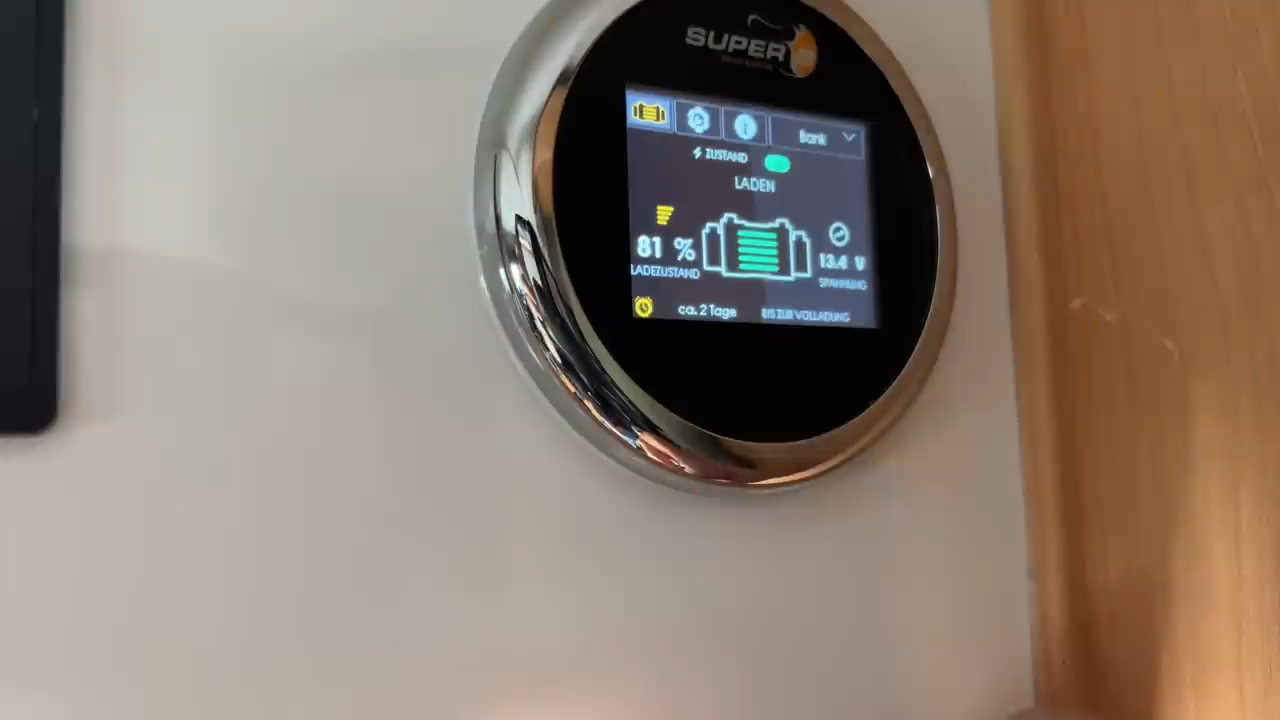 SUPER B
Bank
ZUSTAND
LADEN
81 %
13.4 V
LADEZUSTAND
SPANNUNG
ca. 2 Tage
BIS ZUR VOLLADUNG